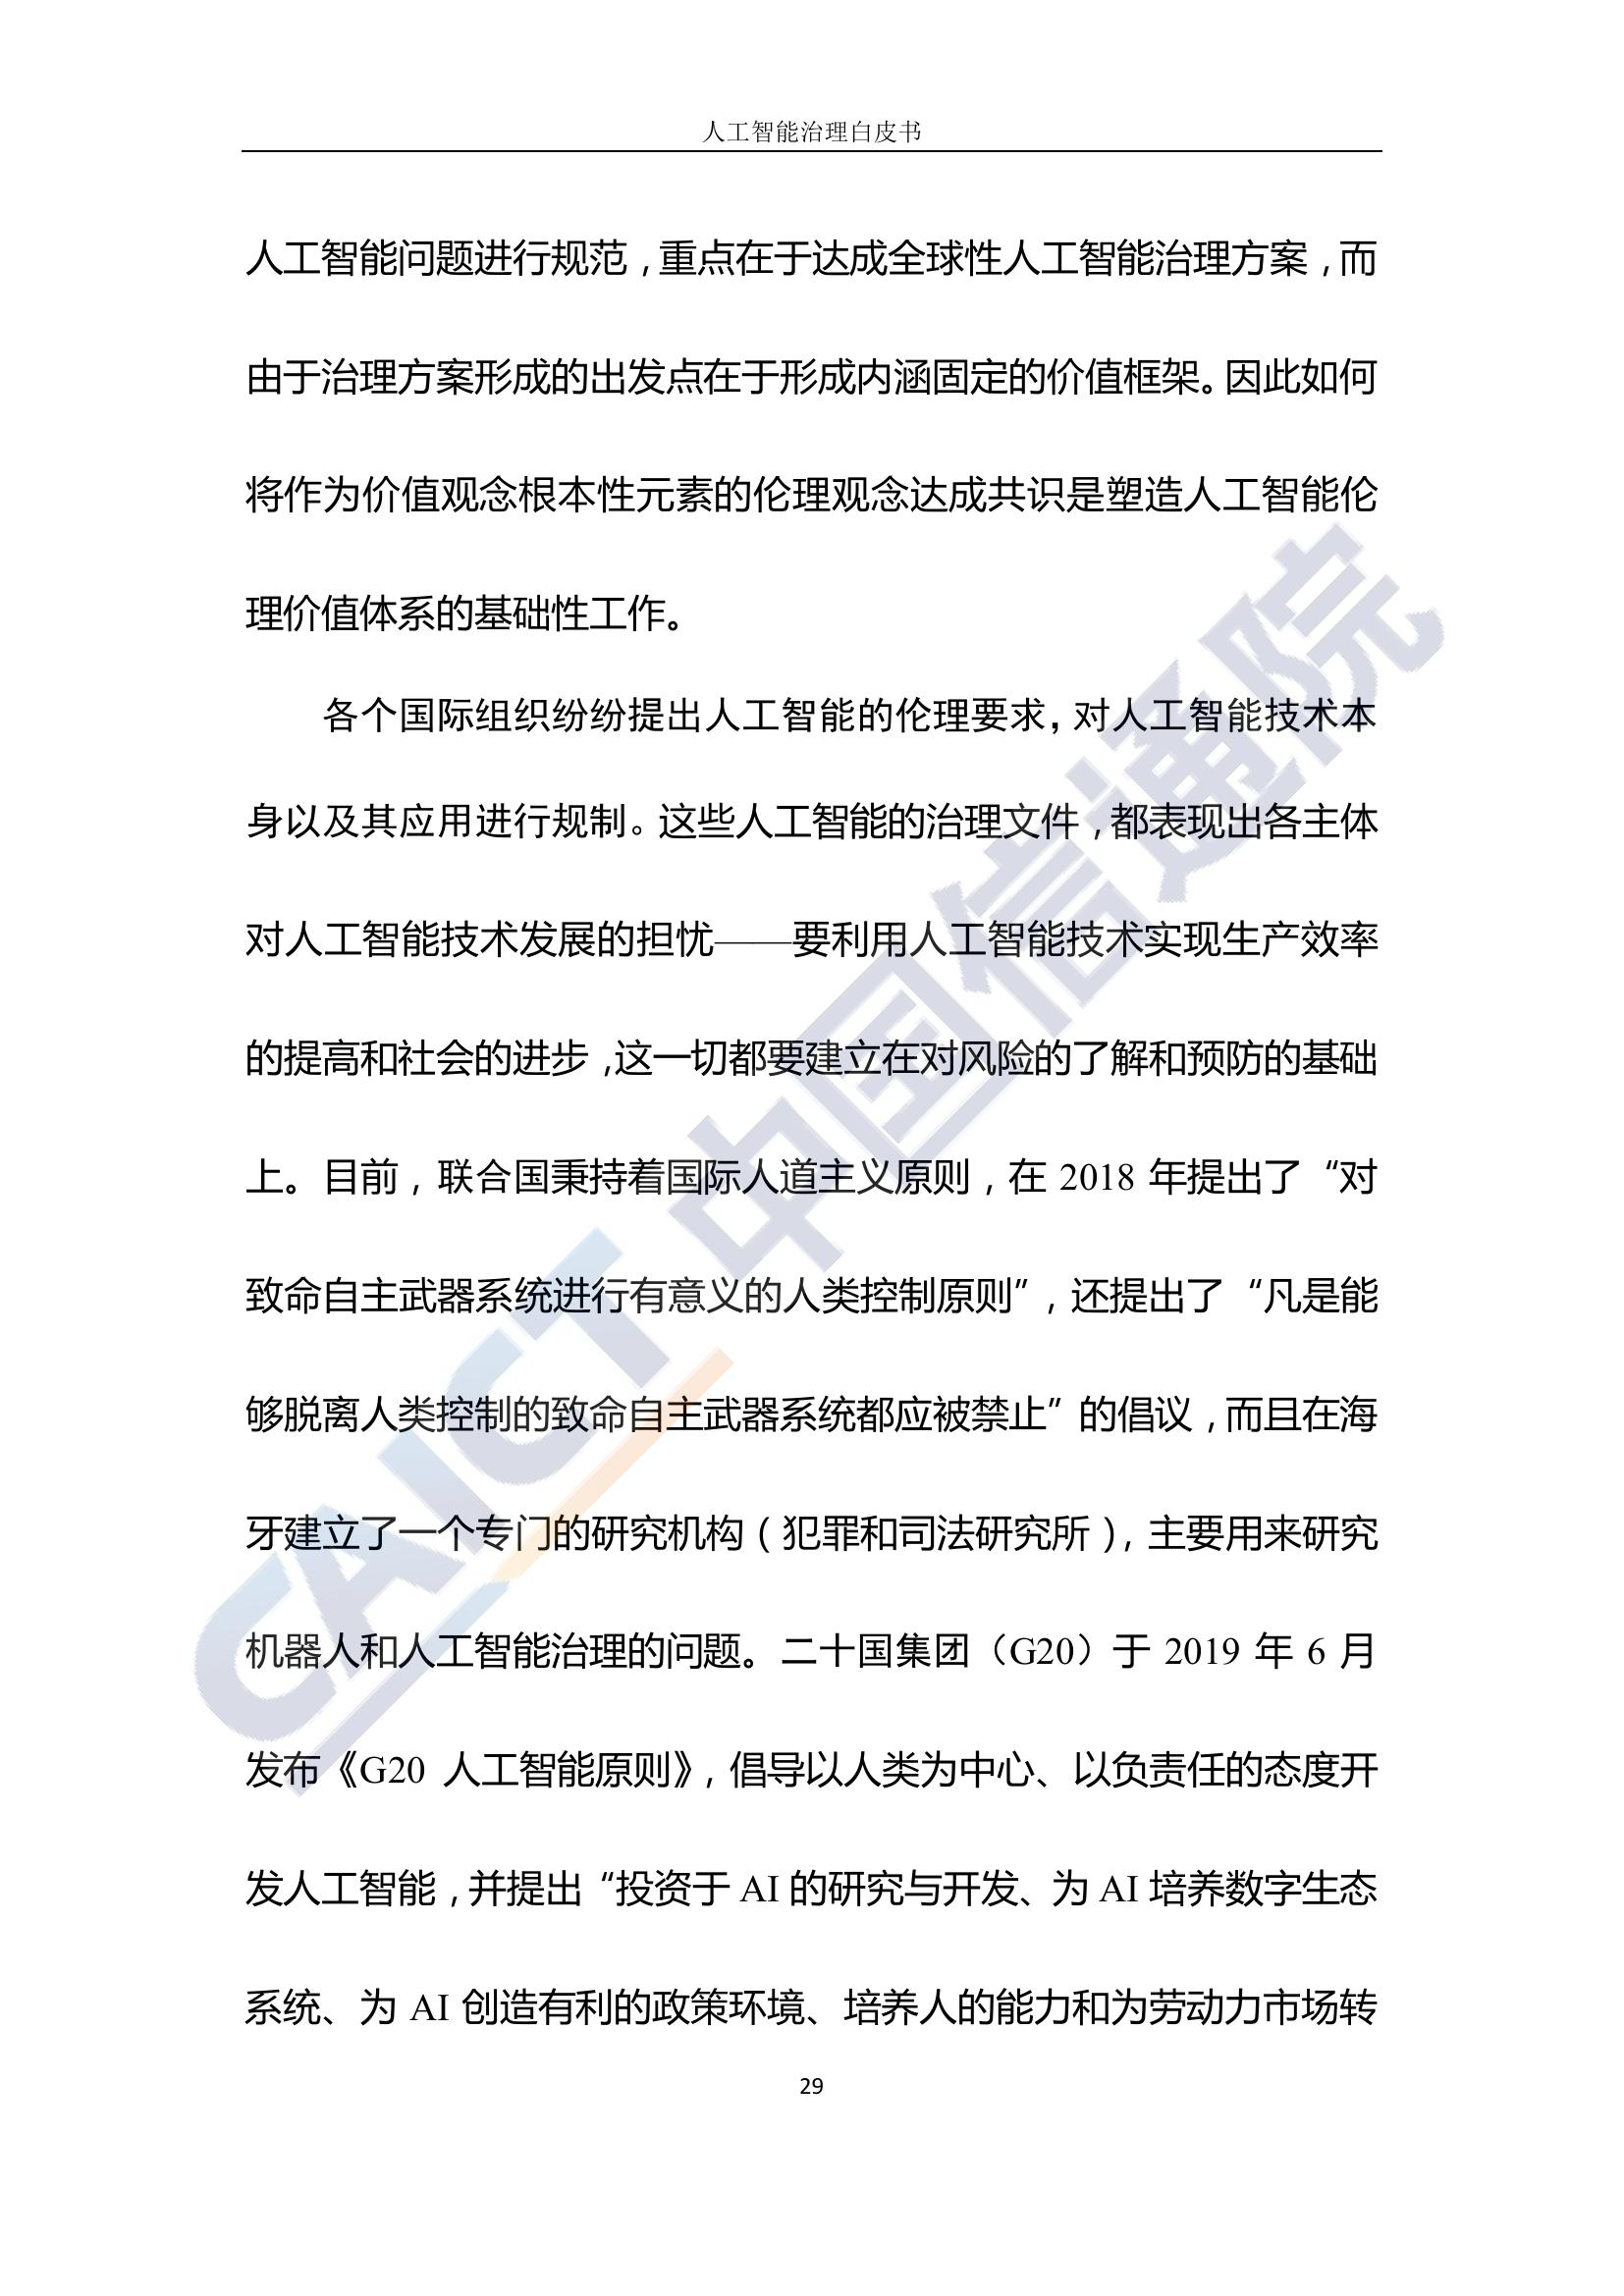 人工智能治理白皮书
人工智能问题进行规范，重点在于达成全球性人工智能治理方案，而
由于治理方案形成的出发点在于形成内涵固定的价值框架。因此如何
将作为价值观念根本性元素的伦理观念达成共识是塑造人工智能伦
理价值体系的基础性工作。
各个国际组织纷纷提出人工智能的伦理要求，对人工智能技术本
身以及其应用进行规制。这些人工智能的治理文件，都表现出各主体
对人工智能技术发展的担忧——要利用人工智能技术实现生产效率
的提高和社会的进步，这一切都要建立在对风险的了解和预防的基础
上。目前，联合国秉持着国际人道主义原则，在 2018 年提出了“对
致命自主武器系统进行有意义的人类控制原则”，还提出了“凡是能
够脱离人类控制的致命自主武器系统都应被禁止”的倡议，而且在海
牙建立了一个专门的研究机构（犯罪和司法研究所），主要用来研究
机器人和人工智能治理的问题。二十国集团（G20）于 2019 年 6 月
发布《G20 人工智能原则》，倡导以人类为中心、以负责任的态度开
发人工智能，并提出“投资于 AI 的研究与开发、为 AI 培养数字生态
系统、为 AI 创造有利的政策环境、培养人的能力和为劳动力市场转
29
CAICT 中国信通院